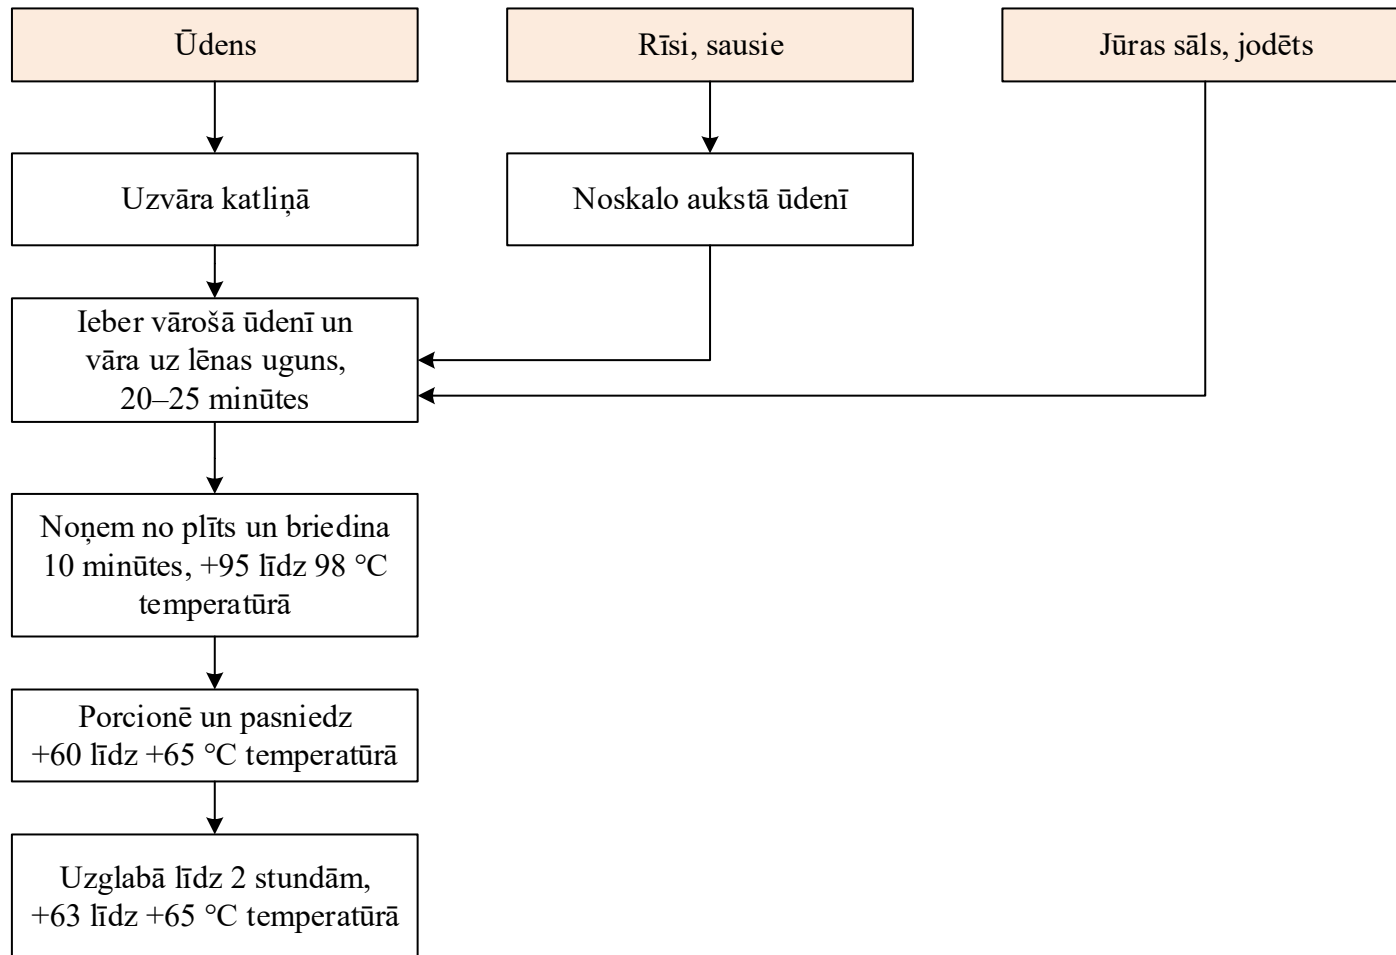 Ūdens
Rīsi, sausie
Jūras sāls, jodēts
Uzvāra katliņā
Noskalo aukstā ūdenī
Ieber vārošā ūdenī un
vāra uz lēnas uguns,
20–25 minūtes
Noņem no plīts un briedina
10 minūtes, +95 līdz 98 °C
temperatūrā
Porcionē un pasniedz
+60 līdz +65 °C temperatūrā
Uzglabā līdz 2 stundām,
+63 līdz +65 °C temperatūrā